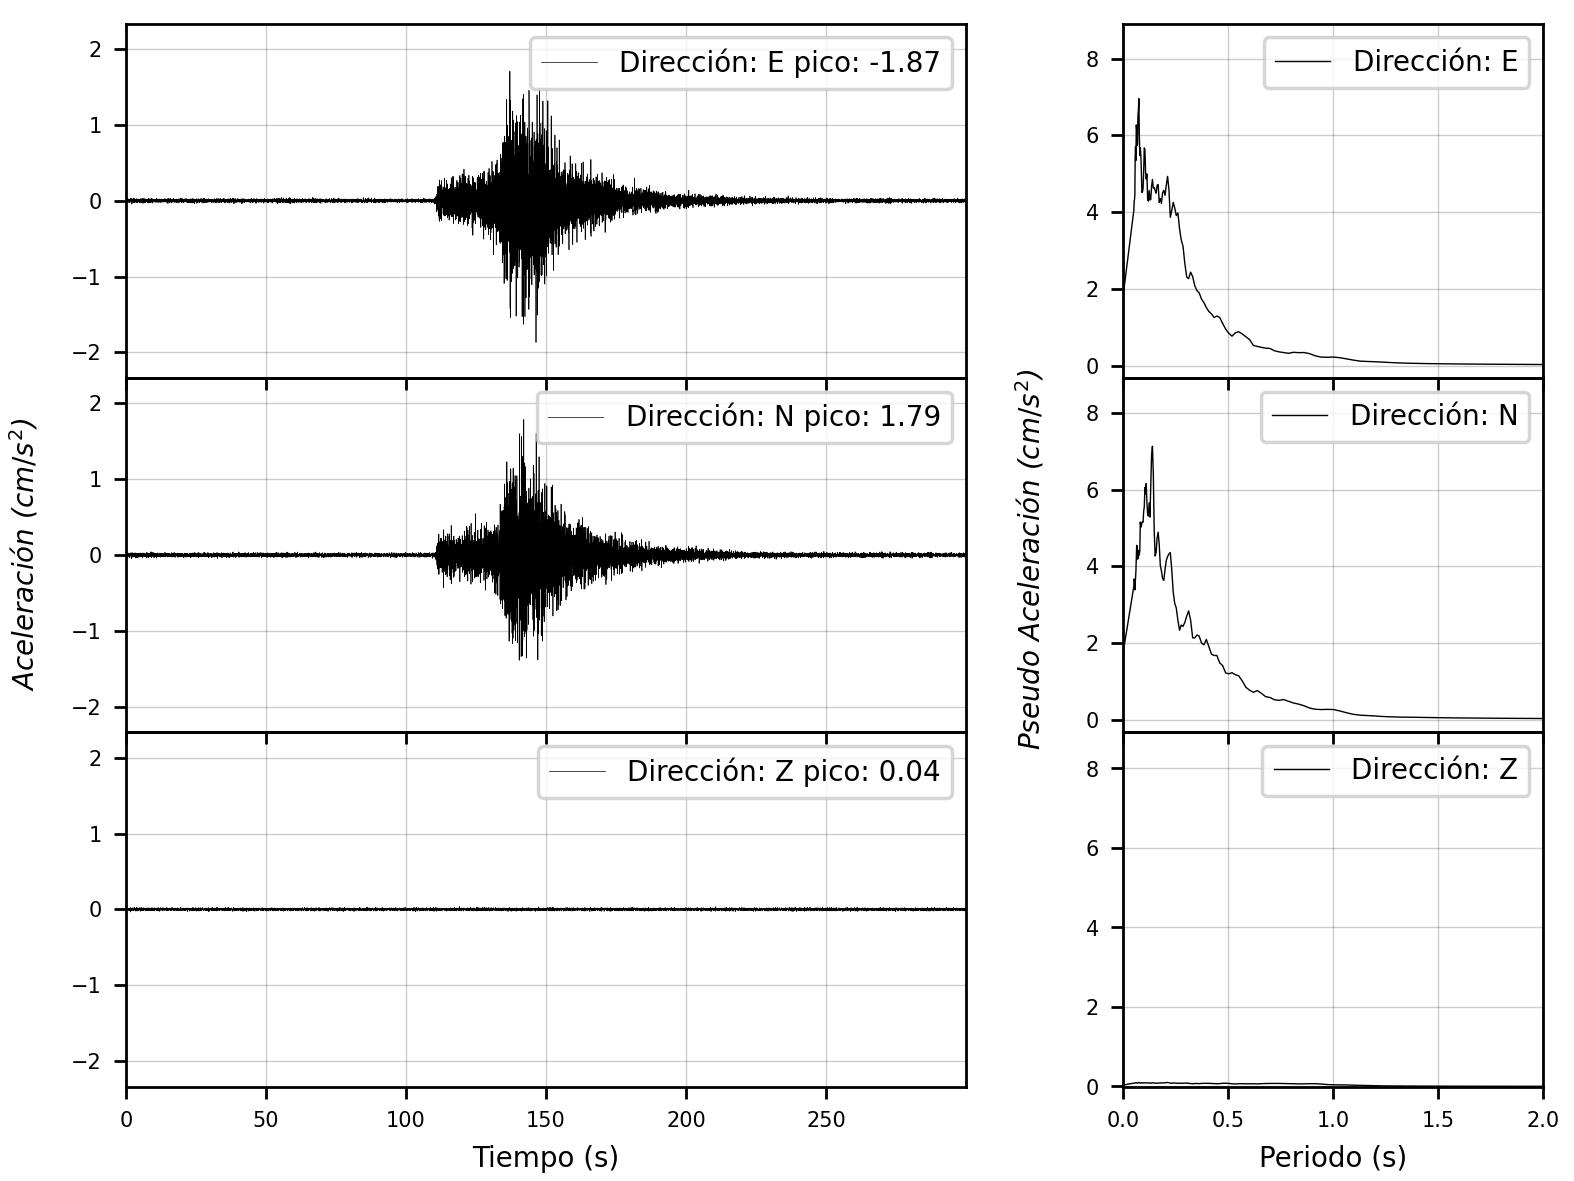 Dirección: E pico: -1.87
2
1
0
−1
−2
Dirección: N pico: 1.79
2
1
0
−1
−2
Dirección: Z pico: 0.04
2
1
0
−1
−2
0 50 100 150 200 250
Tiempo (s)
Aceleración (cm/s²)
Dirección: E
8
6
4
2
0
Dirección: N
8
6
4
2
0
Dirección: Z
8
6
4
2
0
0.0 0.5 1.0 1.5 2.0
Periodo (s)
Pseudo Aceleración (cm/s²)